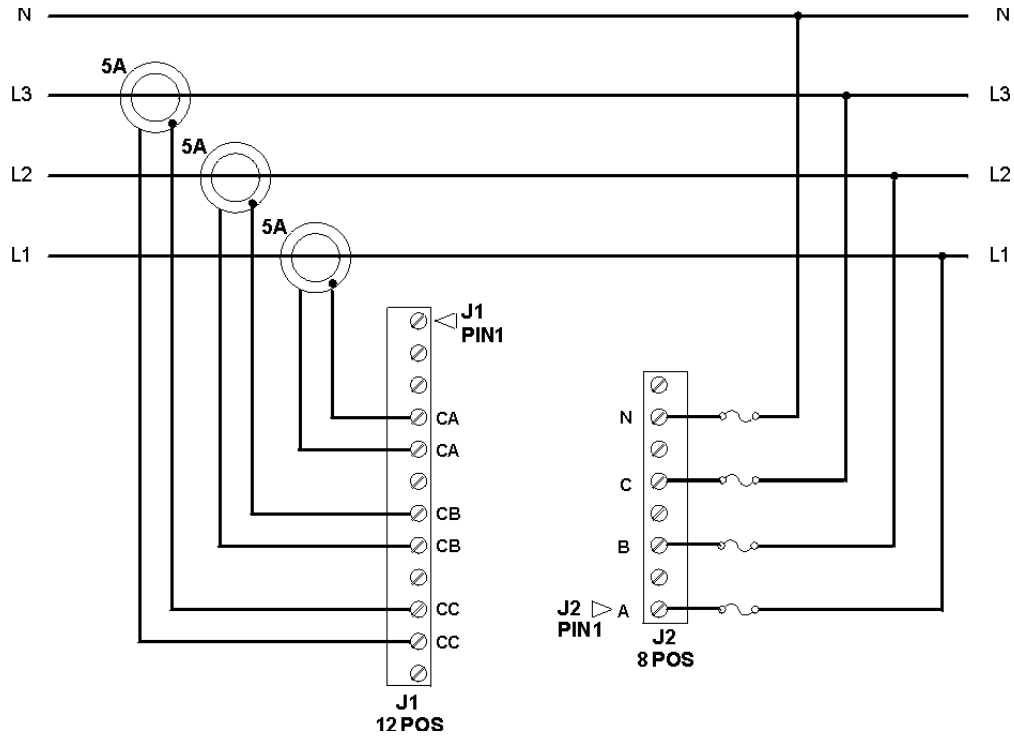 N N
5A
L3 L3
5A
L2 L2
5A
L1 L1
J1
PIN1
CA
CA
CB
CB
CC
CC
J1
12 POS
N
C
B
J2 A
PIN1
J2
8 POS